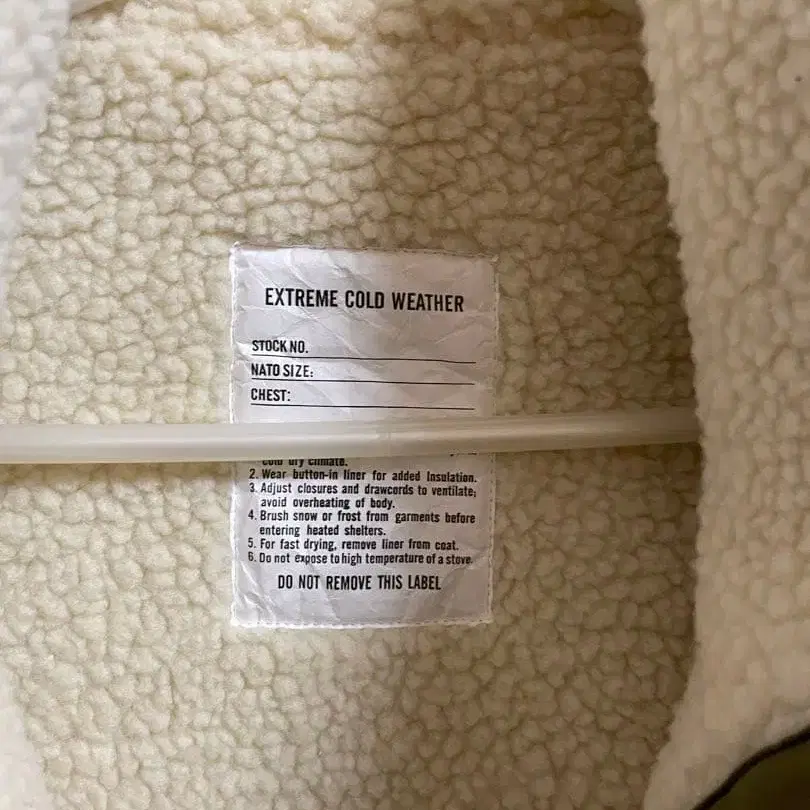 EXTREME COLD WEATHER
STOCK NO.
NATO SIZE:
CHEST:
cold dry climate.
2. Wear button-in liner for added Insulation.
3. Adjust closures and drawcords to ventilate;
avoid overheating of body.
4. Brush snow or frost from garments before
entering heated shelters.
5. For fast drying, remove liner from coat.
6. Do not expose to high temperature of a stove.
DO NOT REMOVE THIS LABEL